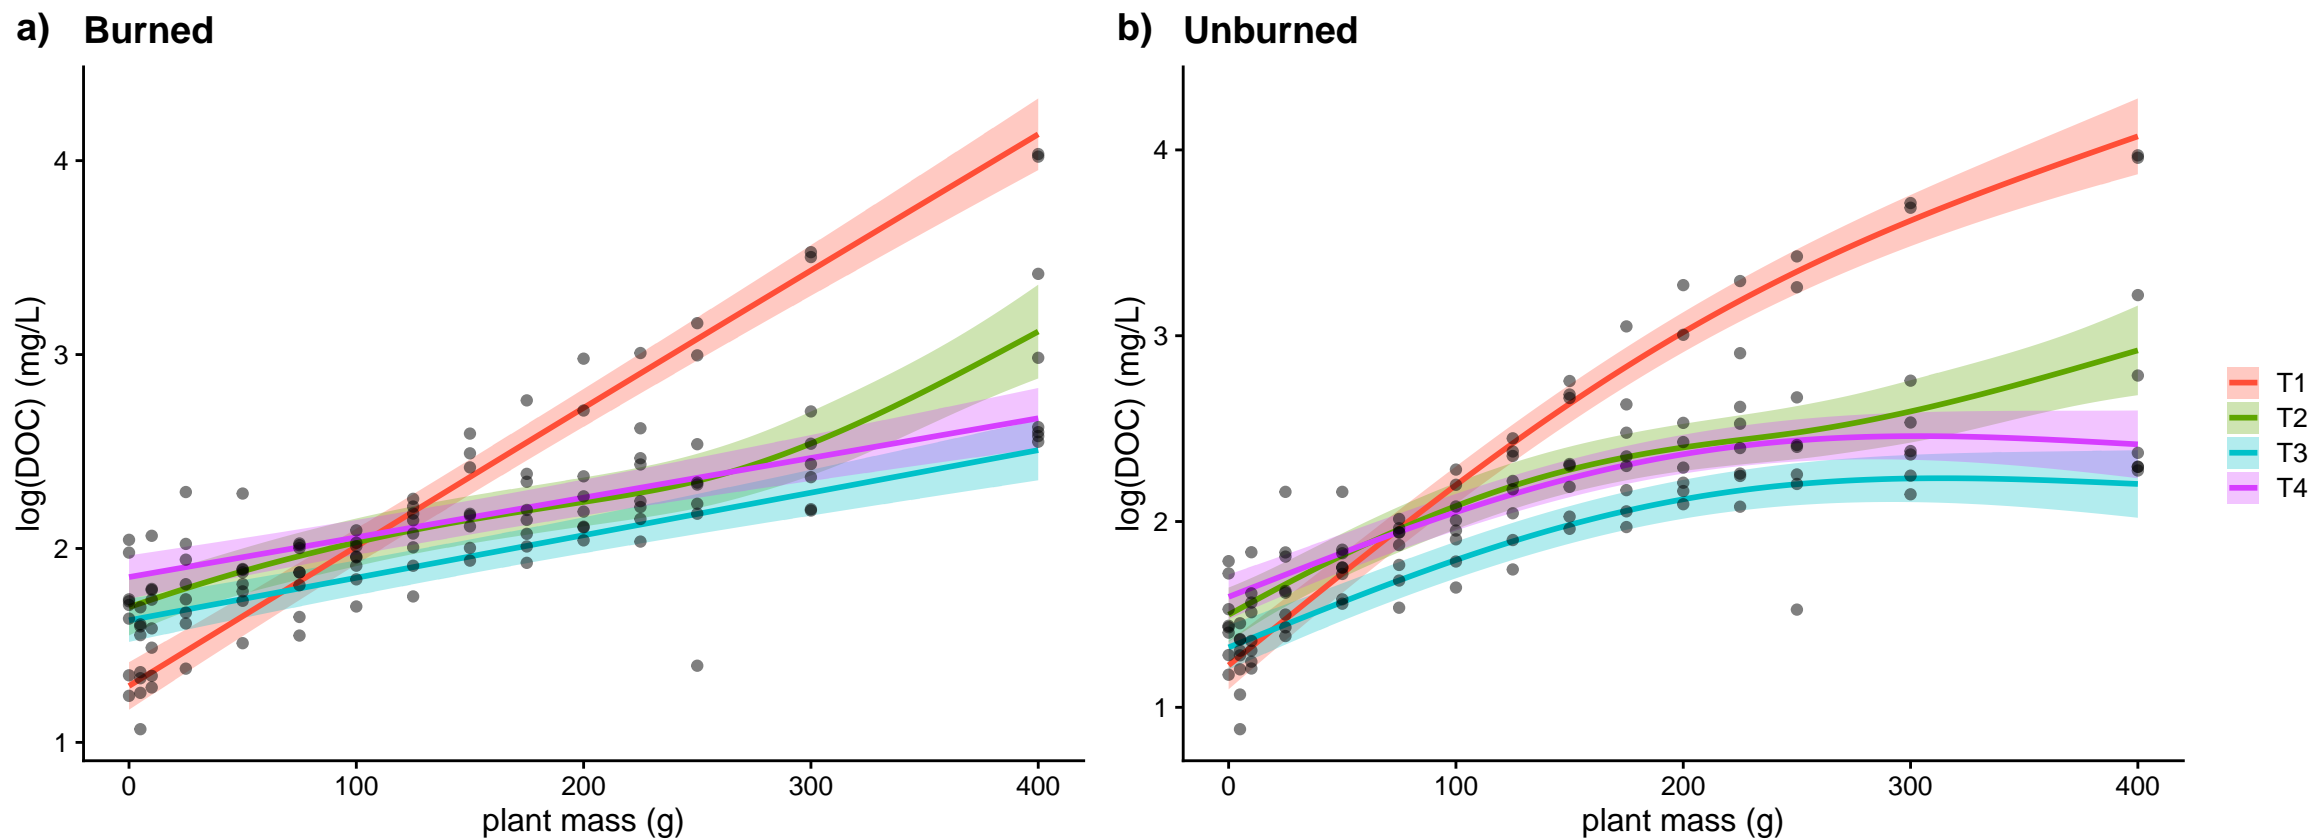 a) Burned
log(DOC) (mg/L)
4
3
2
1
0 100 200 300 400
plant mass (g)
b) Unburned
log(DOC) (mg/L)
4
3
2
1
0 100 200 300 400
plant mass (g)
T1
T2
T3
T4